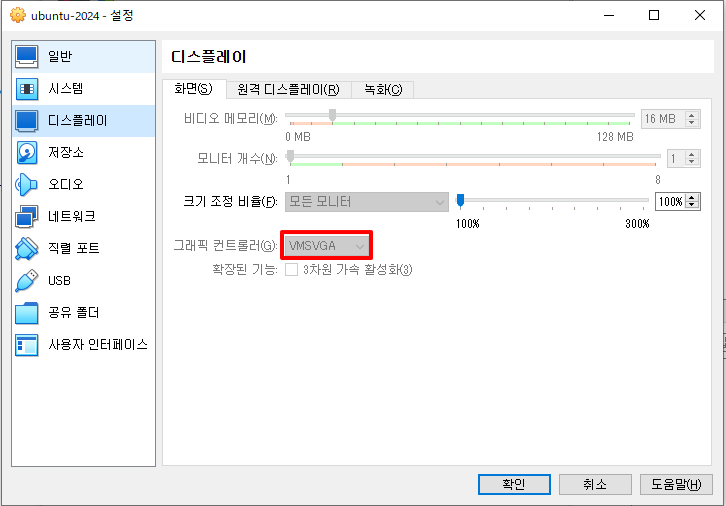 ubuntu-2024 - 설정
일반
시스템
디스플레이
저장소
오디오
네트워크
직렬 포트
USB
공유 폴더
사용자 인터페이스
디스플레이
화면(S) 원격 디스플레이(R) 녹화(C)
비디오 메모리(M): 16 MB
0 MB 128 MB
모니터 개수(N): 1
1 8
크기 조정 비율(F): 모든 모니터 100%
100% 300%
그래픽 컨트롤러(G): VMSVGA
확장된 기능: 3차원 가속 활성화(3)
확인 취소 도움말(H)